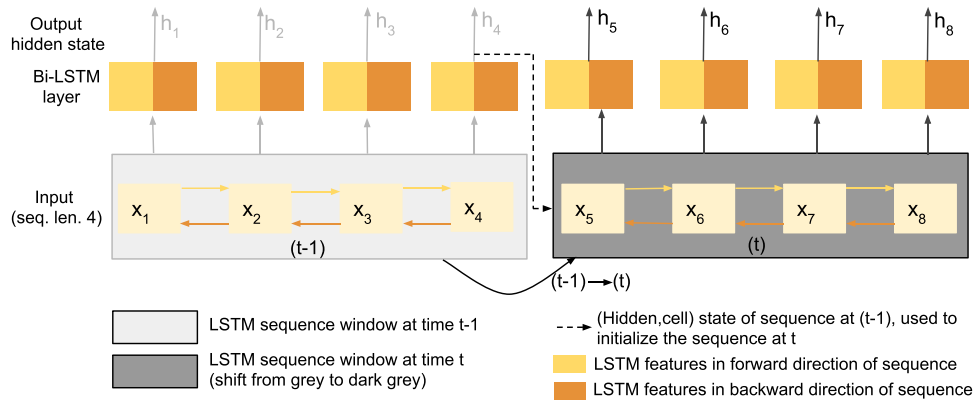 Output
hidden state
h1 h2 h3 h4 h5 h6 h7 h8
Bi-LSTM
layer
Input
(seq. len. 4)
x1 x2 x3 x4 x5 x6 x7 x8
(t-1) (t)
(t-1) (t)
LSTM sequence window at time t-1
LSTM sequence window at time t
(shift from grey to dark grey)
(Hidden,cell) state of sequence at (t-1), used to
initialize the sequence at t
LSTM features in forward direction of sequence
LSTM features in backward direction of sequence